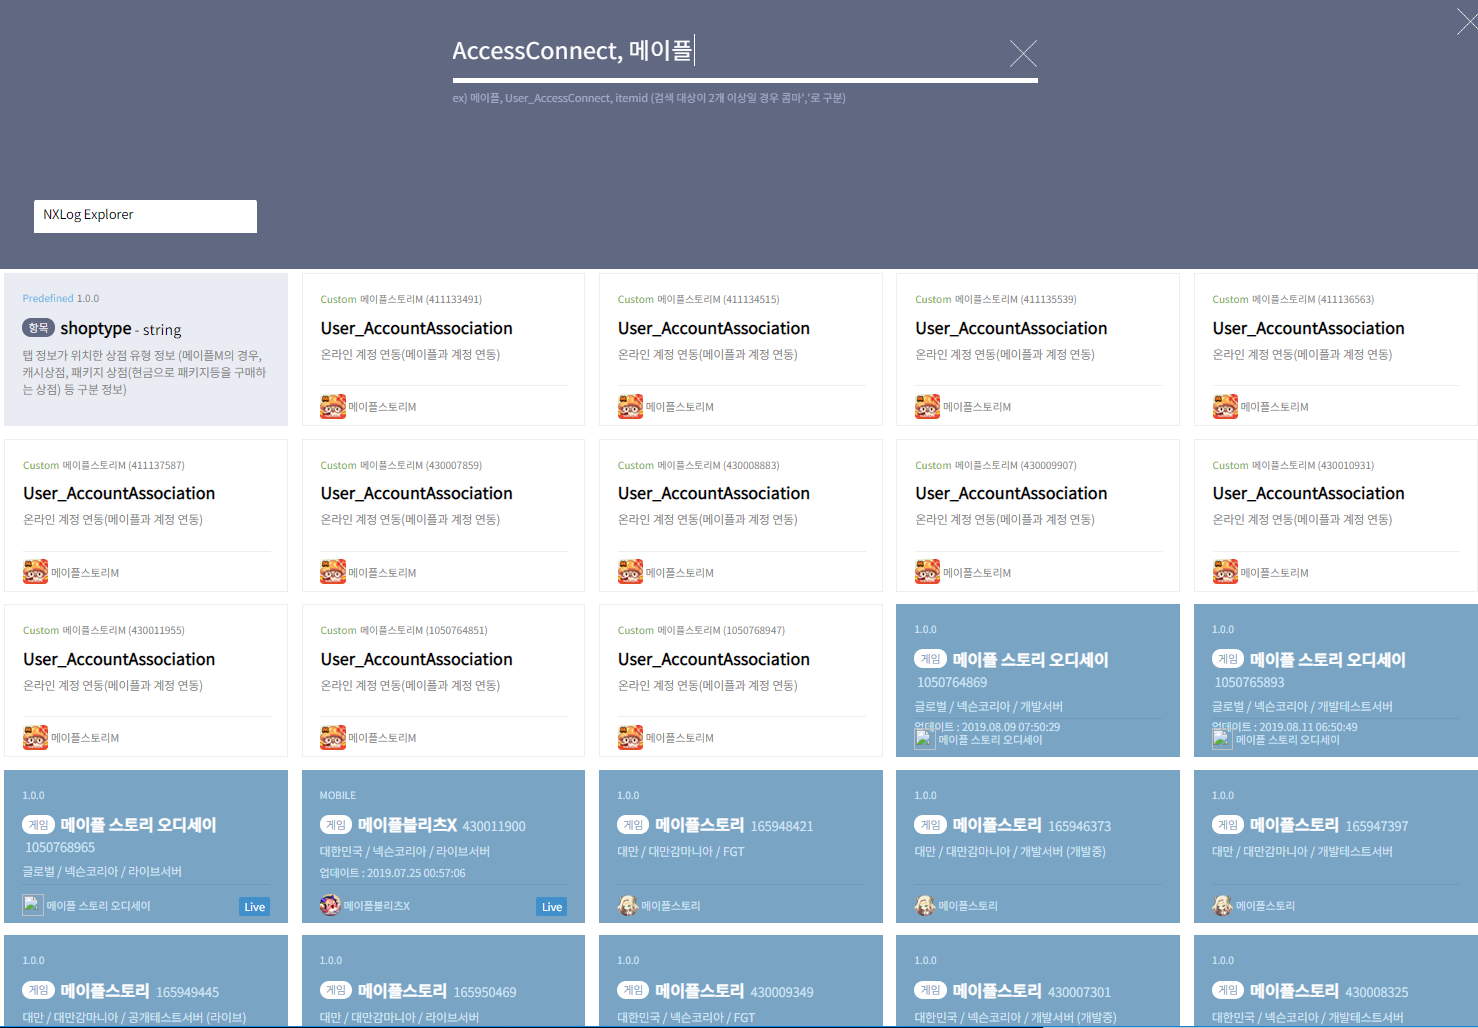 AccessConnect, 메이플
ex) 메이플, User_AccessConnect, itemid (검색 대상이 2개 이상일 경우 콤마','로 구분)
NXLog Explorer
Predefined 1.0.0
항목 shoptype - string
탭 정보가 위치한 상점 유형 정보 (메이플M의 경우,
캐시상점, 패키지 상점(현금으로 패키지등을 구매하
는 상점) 등 구분 정보)
Custom 메이플스토리M (411133491)
User_AccountAssociation
온라인 계정 연동(메이플과 계정 연동)
메이플스토리M
Custom 메이플스토리M (411134515)
User_AccountAssociation
온라인 계정 연동(메이플과 계정 연동)
메이플스토리M
Custom 메이플스토리M (411135539)
User_AccountAssociation
온라인 계정 연동(메이플과 계정 연동)
메이플스토리M
Custom 메이플스토리M (411136563)
User_AccountAssociation
온라인 계정 연동(메이플과 계정 연동)
메이플스토리M
Custom 메이플스토리M (411137587)
User_AccountAssociation
온라인 계정 연동(메이플과 계정 연동)
메이플스토리M
Custom 메이플스토리M (430007859)
User_AccountAssociation
온라인 계정 연동(메이플과 계정 연동)
메이플스토리M
Custom 메이플스토리M (430008883)
User_AccountAssociation
온라인 계정 연동(메이플과 계정 연동)
메이플스토리M
Custom 메이플스토리M (430009907)
User_AccountAssociation
온라인 계정 연동(메이플과 계정 연동)
메이플스토리M
Custom 메이플스토리M (430010931)
User_AccountAssociation
온라인 계정 연동(메이플과 계정 연동)
메이플스토리M
Custom 메이플스토리M (430011955)
User_AccountAssociation
온라인 계정 연동(메이플과 계정 연동)
메이플스토리M
Custom 메이플스토리M (1050764851)
User_AccountAssociation
온라인 계정 연동(메이플과 계정 연동)
메이플스토리M
Custom 메이플스토리M (1050768947)
User_AccountAssociation
온라인 계정 연동(메이플과 계정 연동)
메이플스토리M
1.0.0
게임 메이플 스토리 오디세이
1050764869
글로벌 / 넥슨코리아 / 개발서버
업데이트 : 2019.08.09 07:50:29
메이플 스토리 오디세이
1.0.0
게임 메이플 스토리 오디세이
1050765893
글로벌 / 넥슨코리아 / 개발테스트서버
업데이트 : 2019.08.11 06:50:49
메이플 스토리 오디세이
1.0.0
게임 메이플 스토리 오디세이
1050768965
글로벌 / 넥슨코리아 / 라이브서버
메이플 스토리 오디세이 Live
MOBILE
게임 메이플블리츠X 430011900
대한민국 / 넥슨코리아 / 라이브서버
업데이트 : 2019.07.25 00:57:06
메이플블리츠X Live
1.0.0
게임 메이플스토리 165948421
대만 / 대만감마니아 / FGT
메이플스토리
1.0.0
게임 메이플스토리 165946373
대만 / 대만감마니아 / 개발서버 (개발중)
메이플스토리
1.0.0
게임 메이플스토리 165947397
대만 / 대만감마니아 / 개발테스트서버
메이플스토리
1.0.0
게임 메이플스토리 165949445
대만 / 대만감마니아 / 공개테스트서버 (라이브)
1.0.0
게임 메이플스토리 165950469
대만 / 대만감마니아 / 라이브서버
1.0.0
게임 메이플스토리 430009349
대한민국 / 넥슨코리아 / FGT
1.0.0
게임 메이플스토리 430007301
대한민국 / 넥슨코리아 / 개발서버 (개발중)
1.0.0
게임 메이플스토리 430008325
대한민국 / 넥슨코리아 / 개발테스트서버